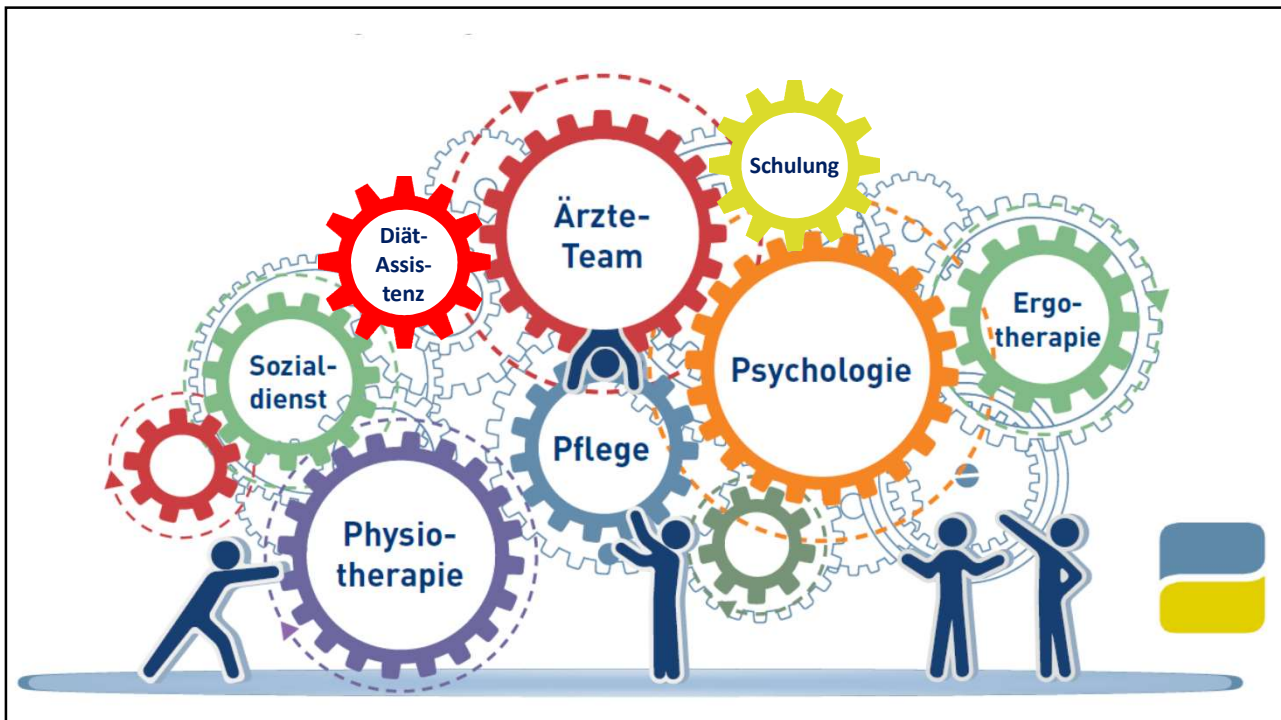 Schulung
Ärzte-
Team
Diät-
Assis-
tenz
Ergo-
therapie
Sozial-
dienst
Psychologie
Pflege
Physio-
therapie